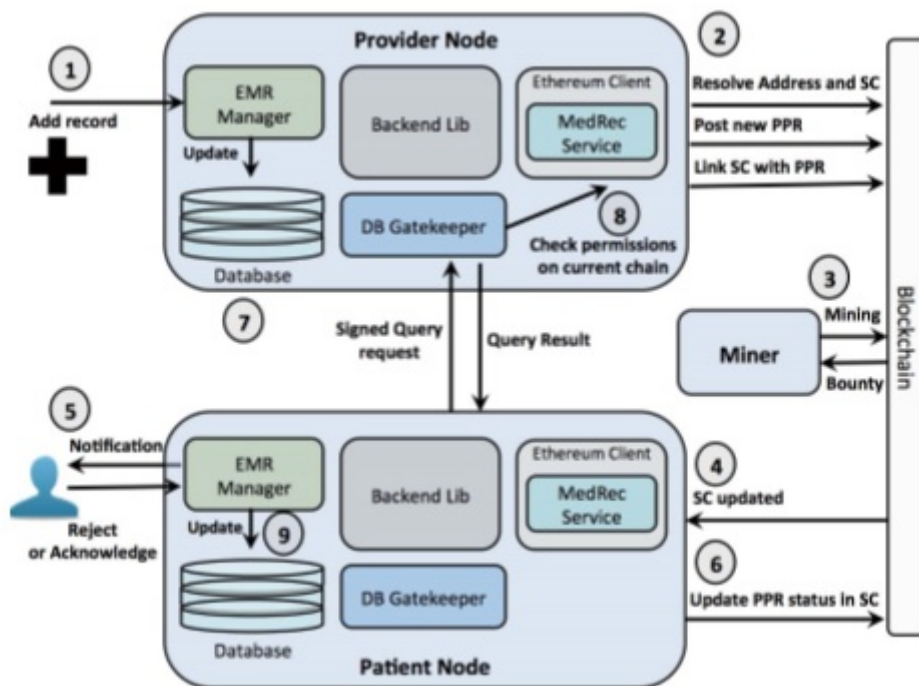 Provider Node
1
Add record
EMR
Manager
Update
Database
7
Backend Lib
DB Gatekeeper
Ethereum Client
MedRec
Service
8
Check permissions
on current chain
2
Resolve Address and SC
Post new PPR
Link SC with PPR
Blockchain
3
Mining
Miner
Bounty
Signed Query
request
Query Result
5
Notification
Reject
or Acknowledge
EMR
Manager
Update
9
Database
Backend Lib
DB Gatekeeper
Ethereum Client
MedRec
Service
4
SC updated
6
Update PPR status in SC
Patient Node